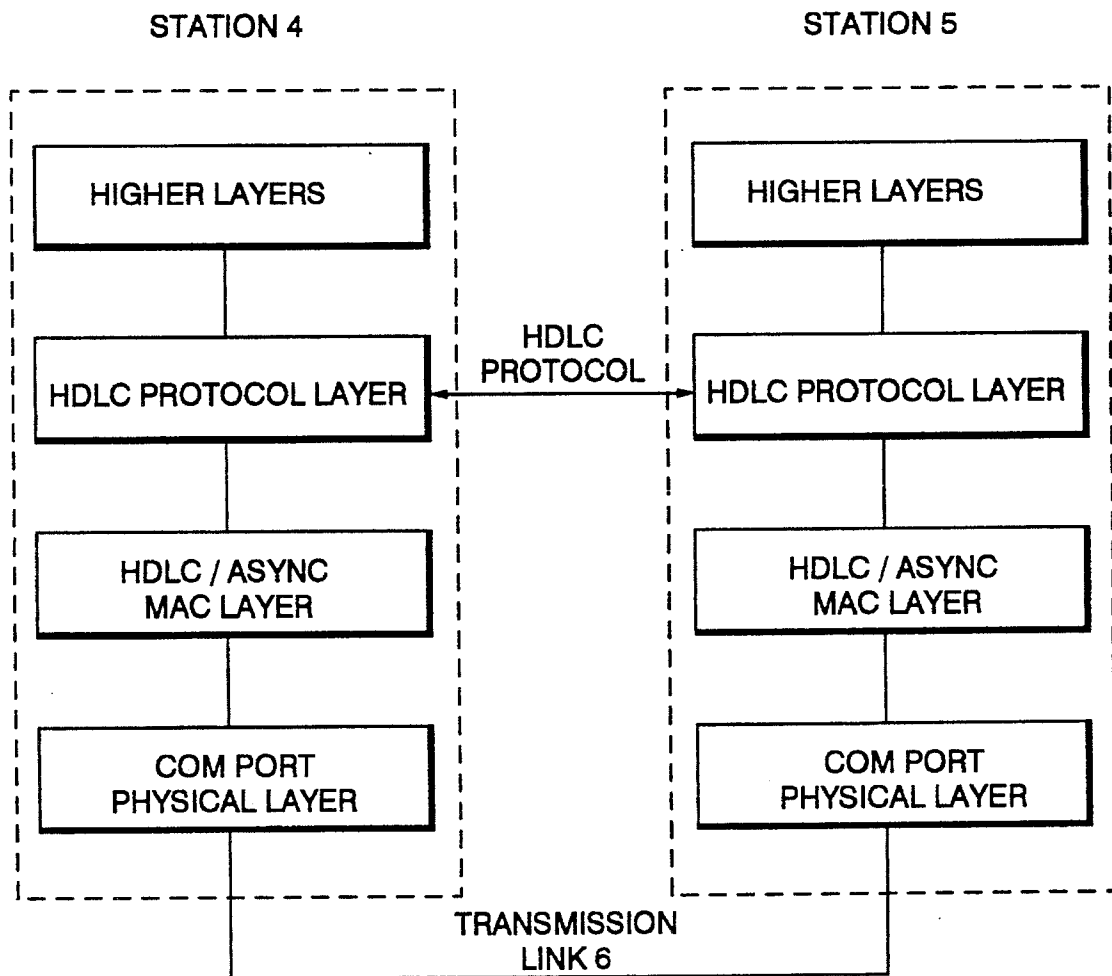 STATION 4
STATION 5
HIGHER LAYERS
HIGHER LAYERS
HDLC
PROTOCOL
HDLC PROTOCOL LAYER
HDLC PROTOCOL LAYER
HDLC / ASYNC
MAC LAYER
HDLC / ASYNC
MAC LAYER
COM PORT
PHYSICAL LAYER
COM PORT
PHYSICAL LAYER
TRANSMISSION
LINK 6